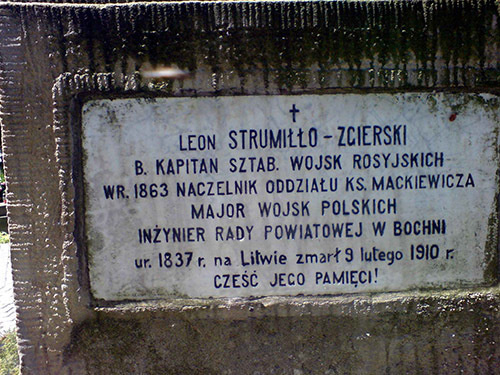 LEON STRUMIŁŁO - ZGIERSKI
B. KAPITAN SZTAB. WOJSK ROSYJSKICH
WR. 1863 NACZELNIK ODDZIAŁU KS. MACKIEWICZA
MAJOR WOJSK POLSKICH
INŻYNIER RADY POWIATOWEJ W BOCHNI
ur. 1837 r. na Litwie zmarł 9 lutego 1910 r.
CZEŚĆ JEGO PAMIĘCI!